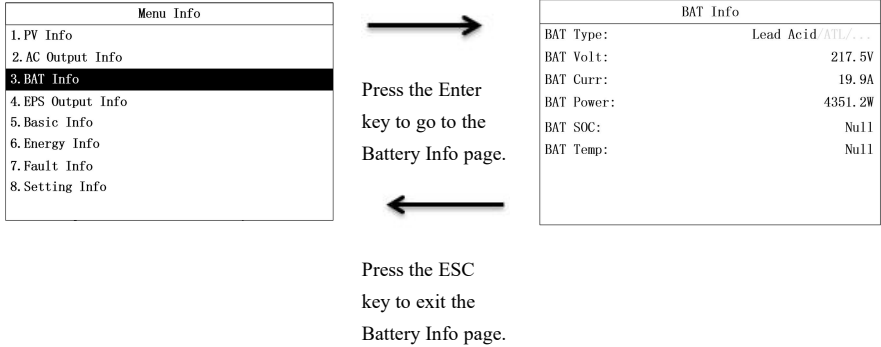 Menu Info
1.PV Info
2.AC Output Info
3.BAT Info
4.EPS Output Info
5.Basic Info
6.Energy Info
7.Fault Info
8.Setting Info
Press the Enter
key to go to the
Battery Info page.
Press the ESC
key to exit the
Battery Info page.
BAT Info
BAT Type: Lead Acid/ATL/...
BAT Volt: 217.5V
BAT Curr: 19.9A
BAT Power: 4351.2W
BAT SOC: Null
BAT Temp: Null